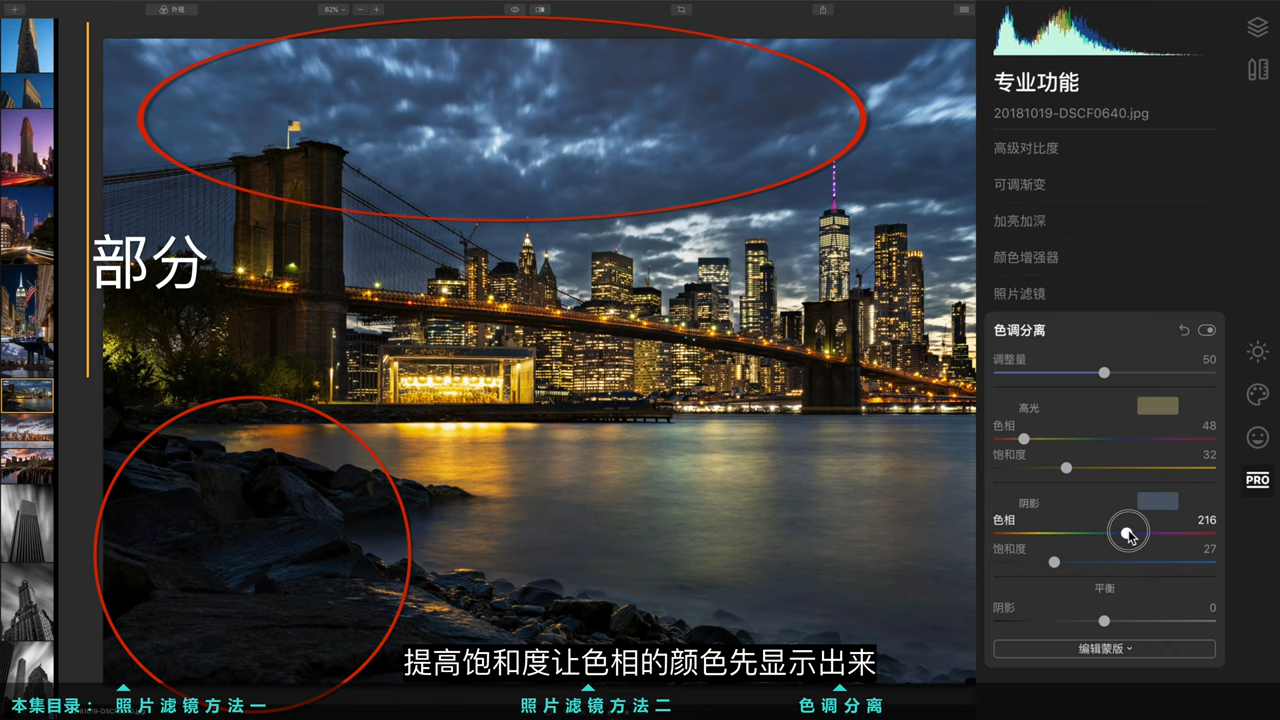 外观
62%
专业功能
20181019-DSCF0640.jpg
高级对比度
可调渐变
加亮加深
颜色增强器
照片滤镜
色调分离
调整量 50
高光
色相 48
饱和度 32
阴影
色相 216
饱和度 27
平衡
阴影 0
编辑蒙版
PRO
部分
提高饱和度让色相的颜色先显示出来
本集目录： 照片滤镜方法一 照片滤镜方法二 色调分离